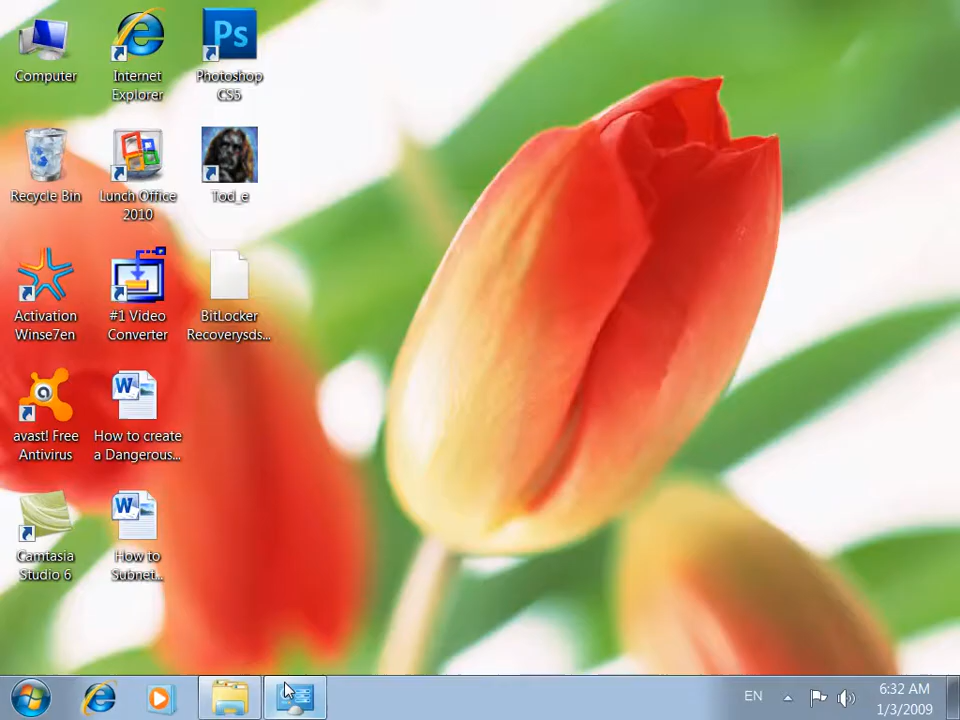 Computer
Internet
Explorer
Ps
Photoshop
CS5
Recycle Bin
Lunch Office
2010
Tod_e
Activation
Winse7en
#1 Video
Converter
BitLocker
Recoverysds...
avast! Free
Antivirus
How to create
a Dangerous...
Camtasia
Studio 6
How to
Subnet...
EN
6:32 AM
1/3/2009